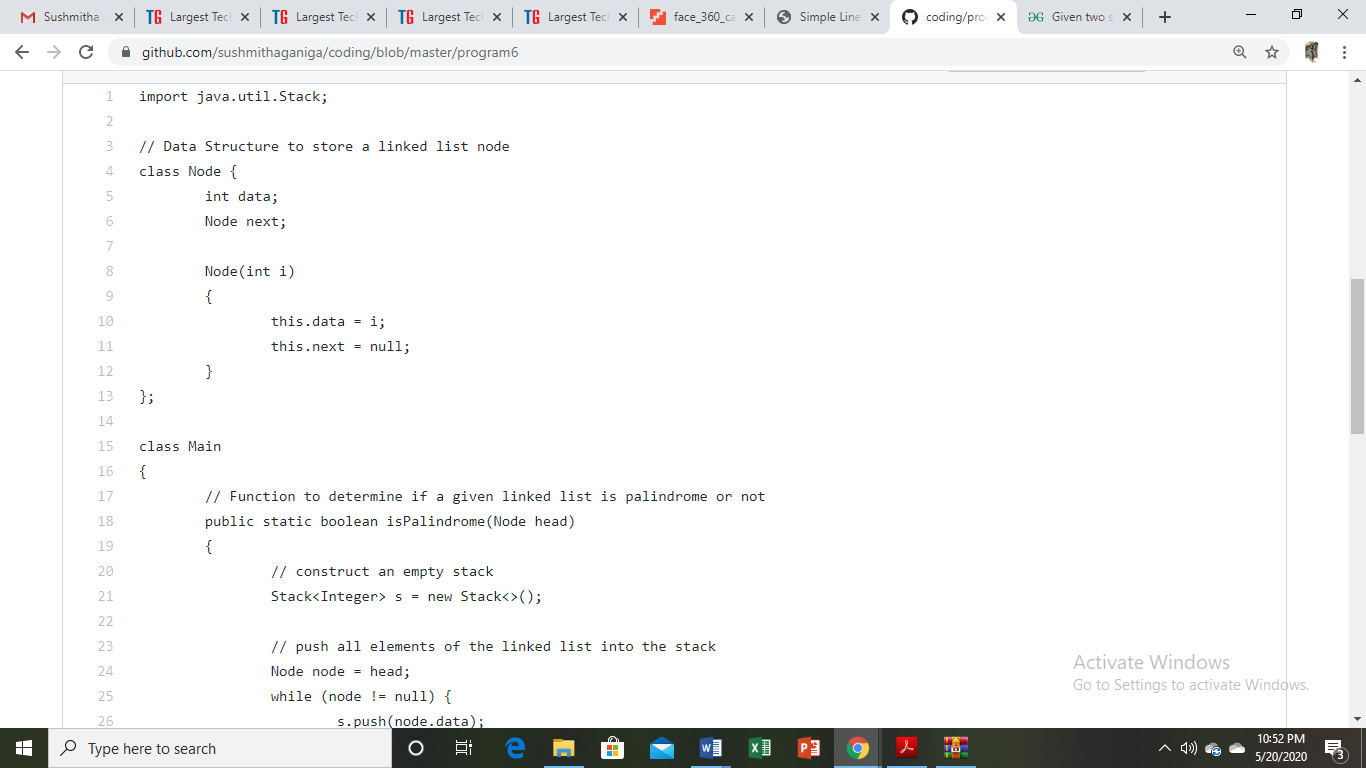 Sushmitha
Largest Tec
Largest Tec
Largest Tec
Largest Tec
face_360_ca
Simple Line
coding/pro
Given two s
github.com/sushmithaganiga/coding/blob/master/program6
1 import java.util.Stack;
2
3 // Data Structure to store a linked list node
4 class Node {
5 int data;
6 Node next;
7
8 Node(int i)
9 {
10 this.data = i;
11 this.next = null;
12 }
13 };
14
15 class Main
16 {
17 // Function to determine if a given linked list is palindrome or not
18 public static boolean isPalindrome(Node head)
19 {
20 // construct an empty stack
21 Stack<Integer> s = new Stack<>();
22
23 // push all elements of the linked list into the stack
24 Node node = head;
25 while (node != null) {
26 s.push(node.data);
Activate Windows
Go to Settings to activate Windows.
Type here to search
10:52 PM
5/20/2020
3